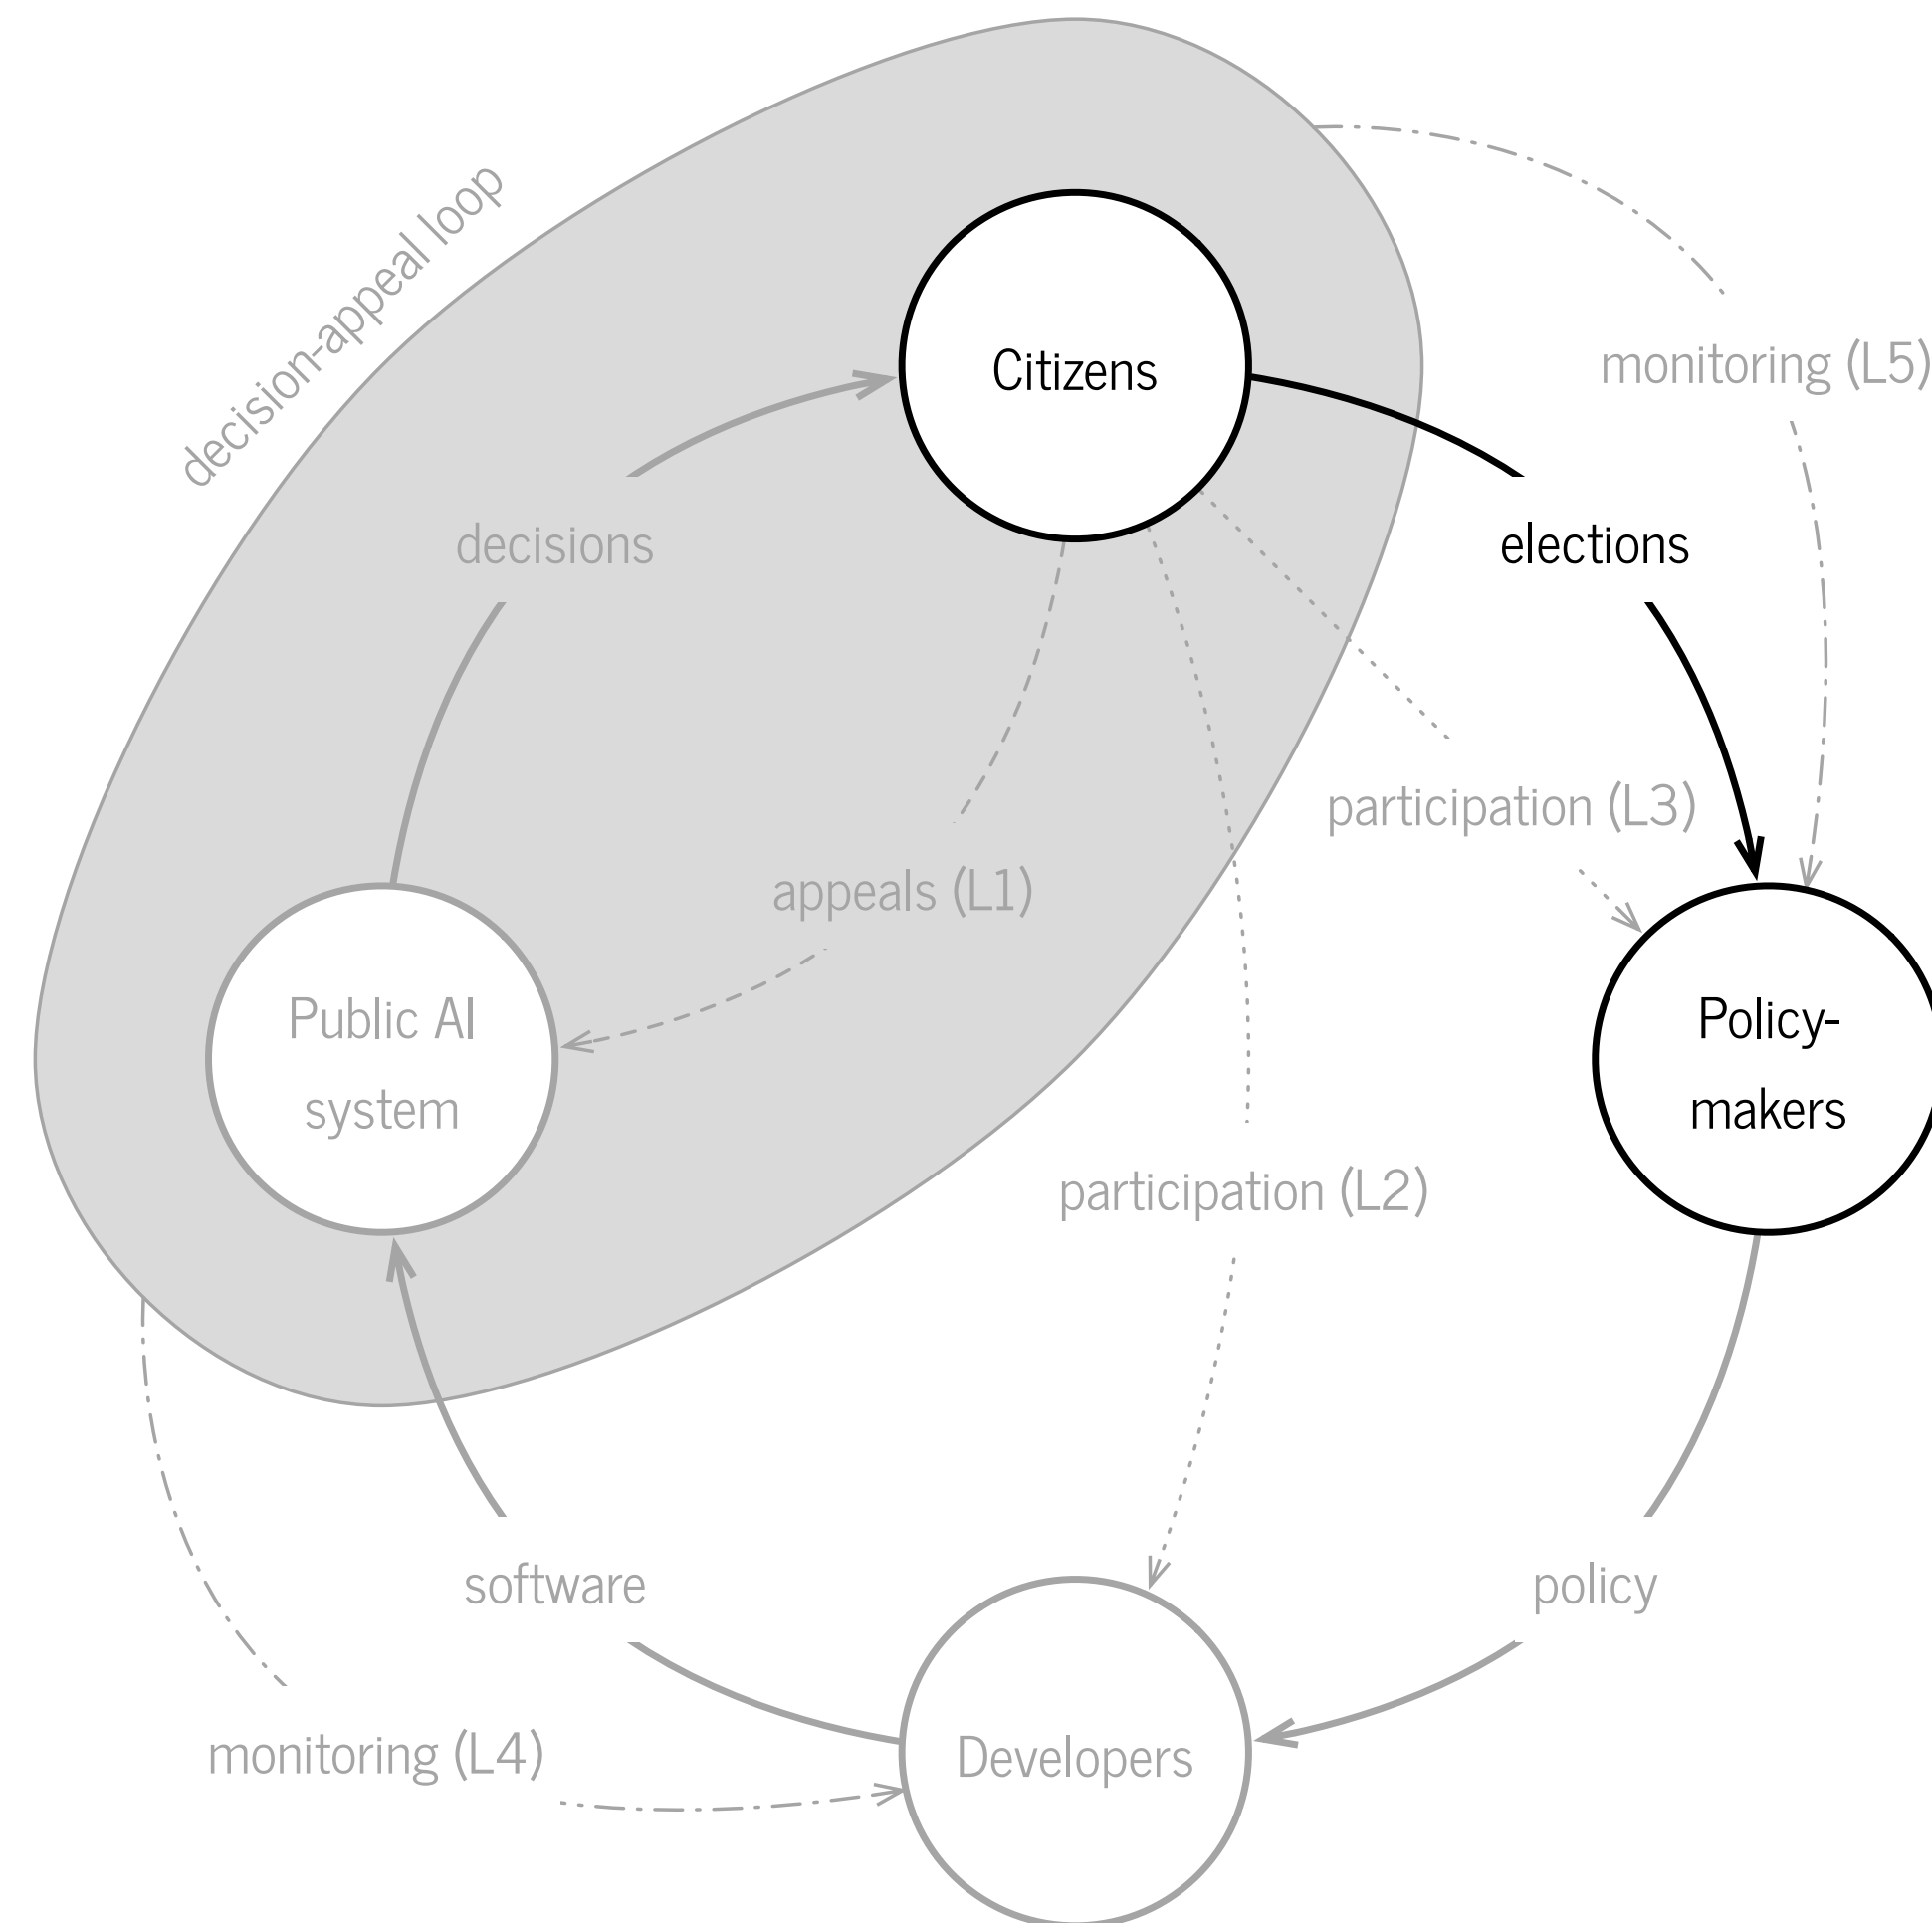 decision-appeal loop
Citizens
monitoring (L5)
decisions
elections
participation (L3)
appeals (L1)
Public AI
system
Policy-
makers
participation (L2)
software
policy
monitoring (L4)
Developers